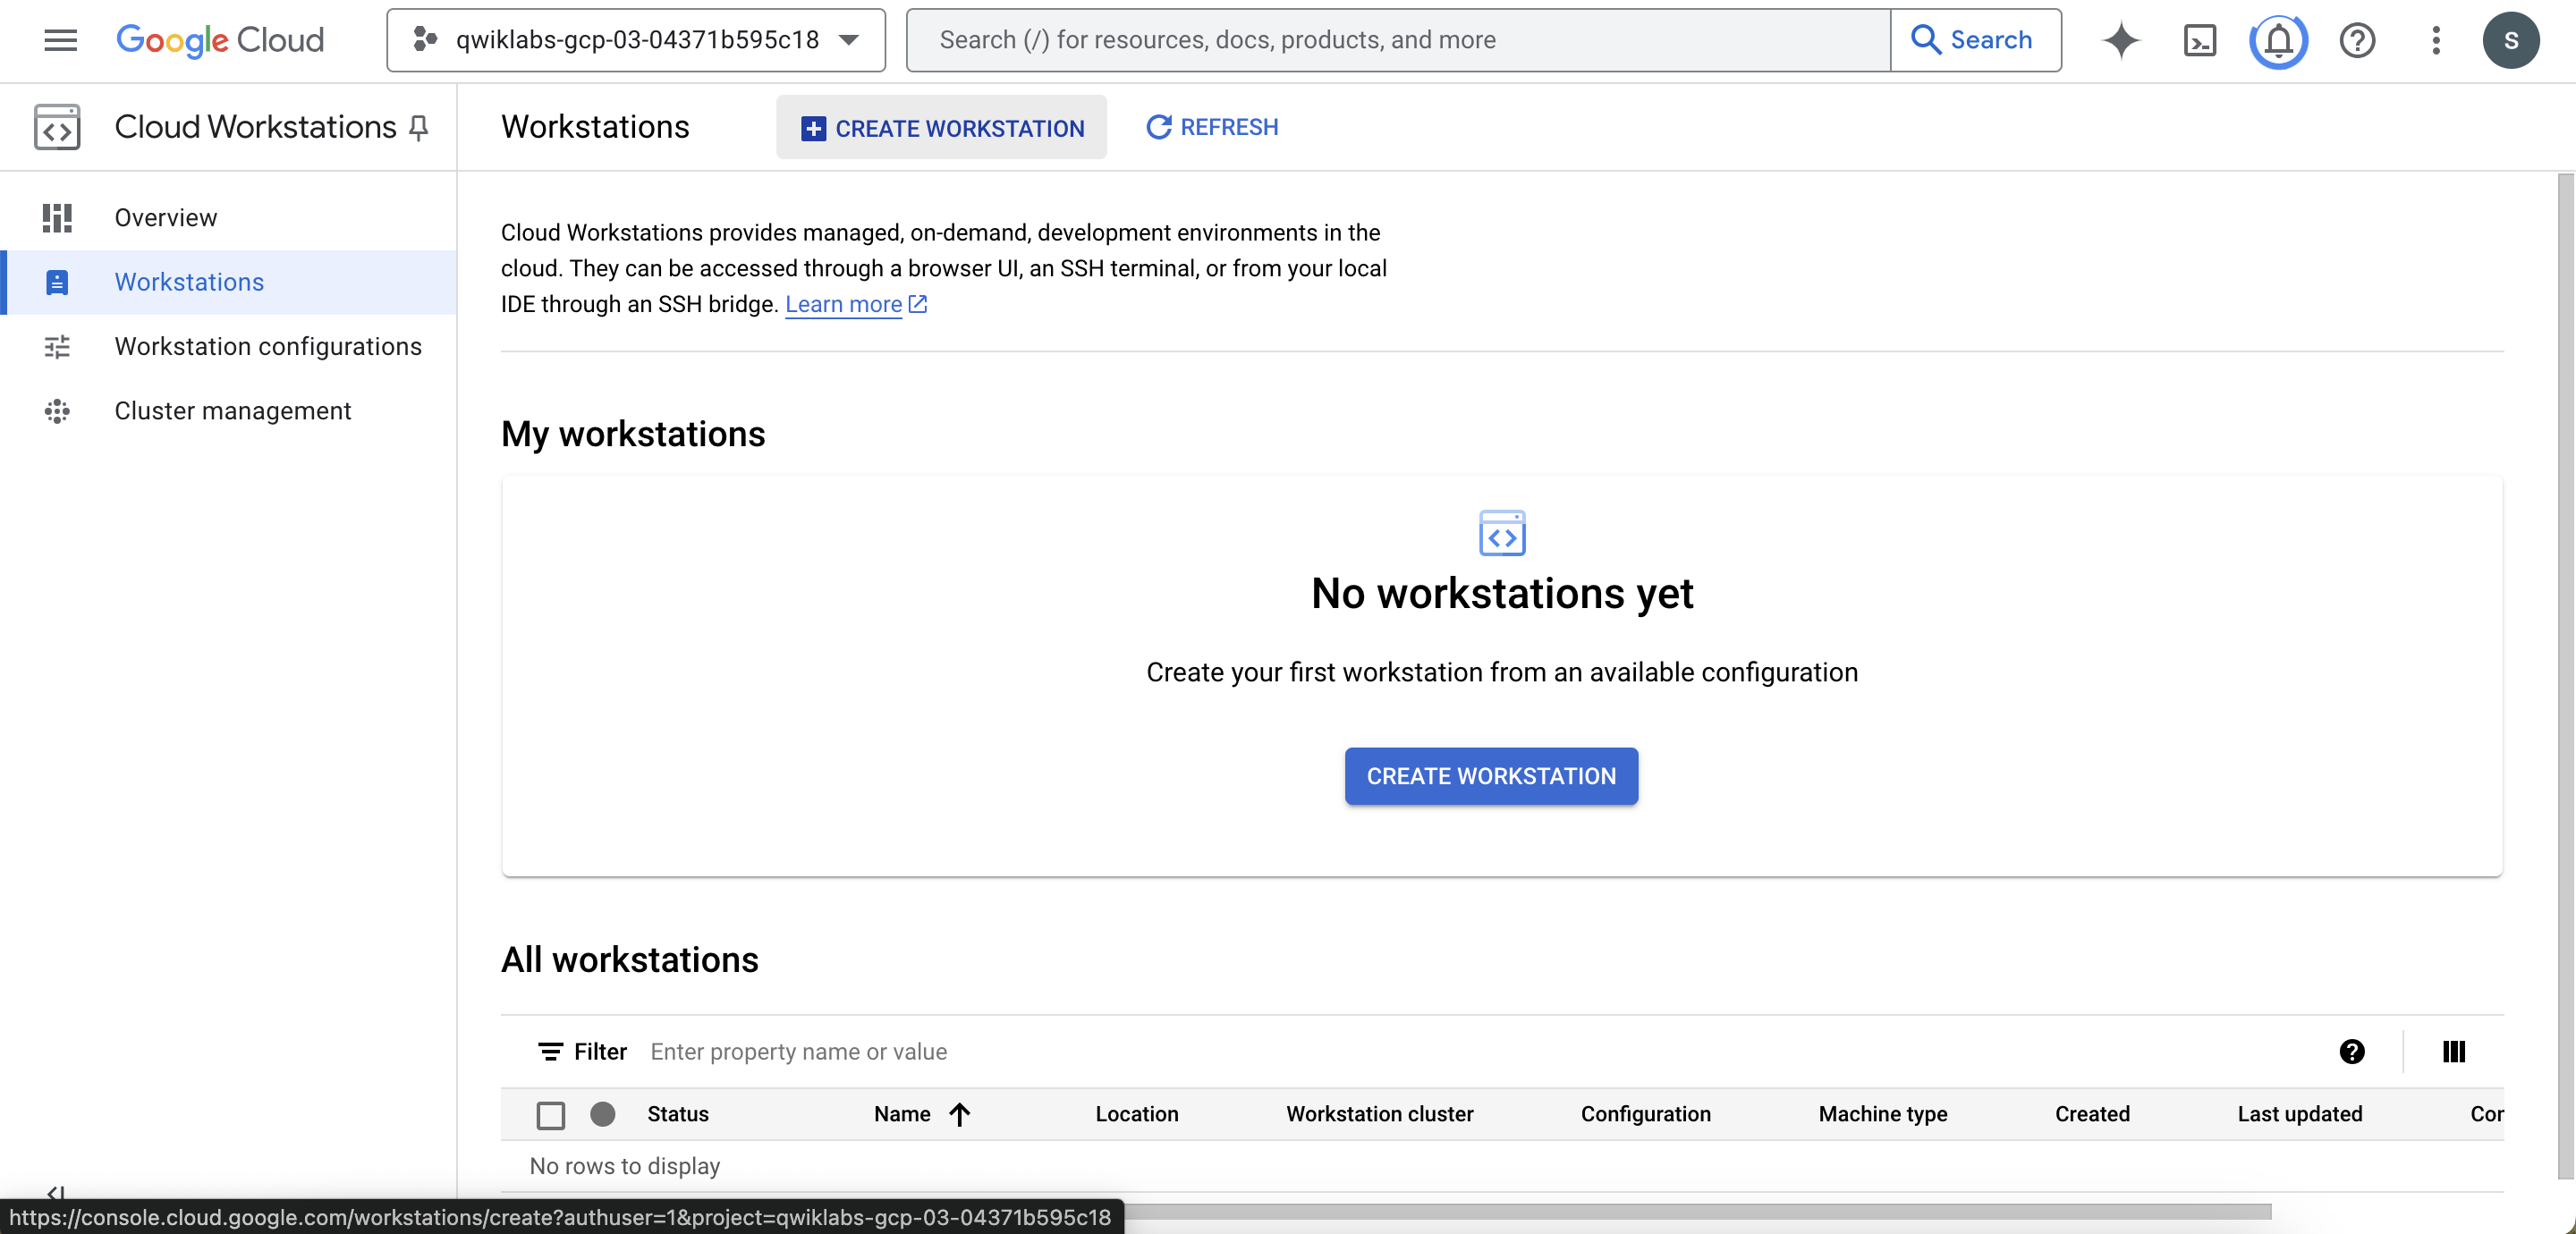 Google Cloud
qwiklabs-gcp-03-04371b595c18
Search (/) for resources, docs, products, and more
Search
S
Cloud Workstations
Workstations
CREATE WORKSTATION
REFRESH
Overview
Workstations
Workstation configurations
Cluster management
Cloud Workstations provides managed, on-demand, development environments in the
cloud. They can be accessed through a browser UI, an SSH terminal, or from your local
IDE through an SSH bridge. Learn more
My workstations
No workstations yet
Create your first workstation from an available configuration
CREATE WORKSTATION
All workstations
Filter Enter property name or value
Status Name Location Workstation cluster Configuration Machine type Created Last updated Cor
No rows to display
https://console.cloud.google.com/workstations/create?authuser=1&project=qwiklabs-gcp-03-04371b595c18